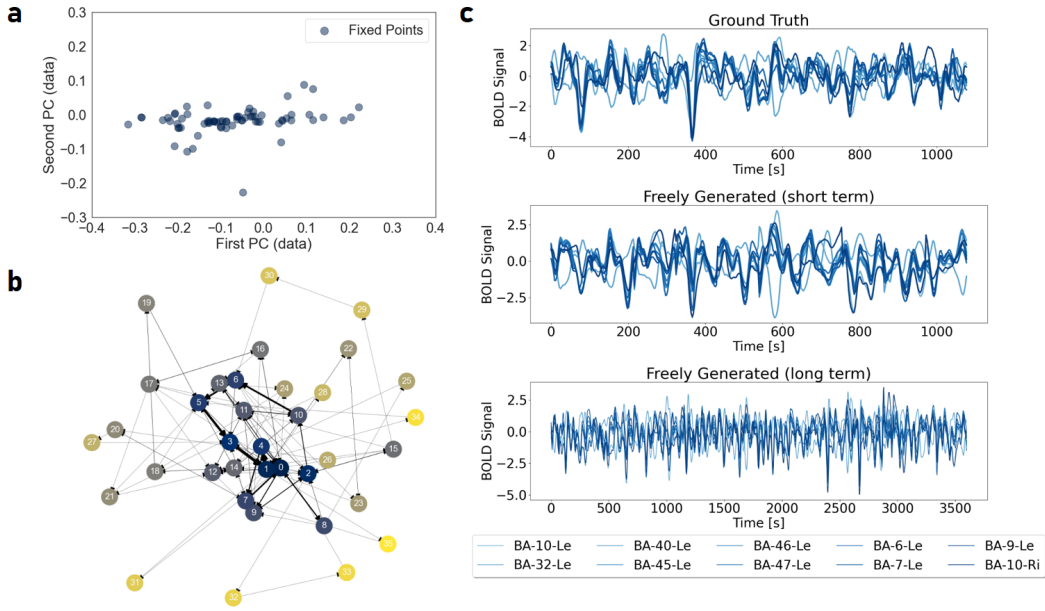 a
0.3
0.2
0.1
0.0
−0.1
−0.2
−0.3
Second PC (data)
Fixed Points
−0.4 −0.3 −0.2 −0.1 0.0 0.1 0.2 0.3 0.4
First PC (data)
b
30
29
19
16
22
13 6
17
24
25
28
5
11
10
34
20
27
3
4
15
26
12 14
1 0
2
18
21
7
9
23
8
33
31
32
c
Ground Truth
BOLD Signal
2
0
−2
−4
0 200 400 600 800 1000
Time [s]
Freely Generated (short term)
BOLD Signal
2.5
0.0
−2.5
0 200 400 600 800 1000
Time [s]
Freely Generated (long term)
BOLD Signal
2.5
0.0
−2.5
−5.0
0 500 1000 1500 2000 2500 3000 3500
Time [s]
BA-10-Le BA-40-Le BA-46-Le BA-6-Le BA-9-Le
BA-32-Le BA-45-Le BA-47-Le BA-7-Le BA-10-Ri